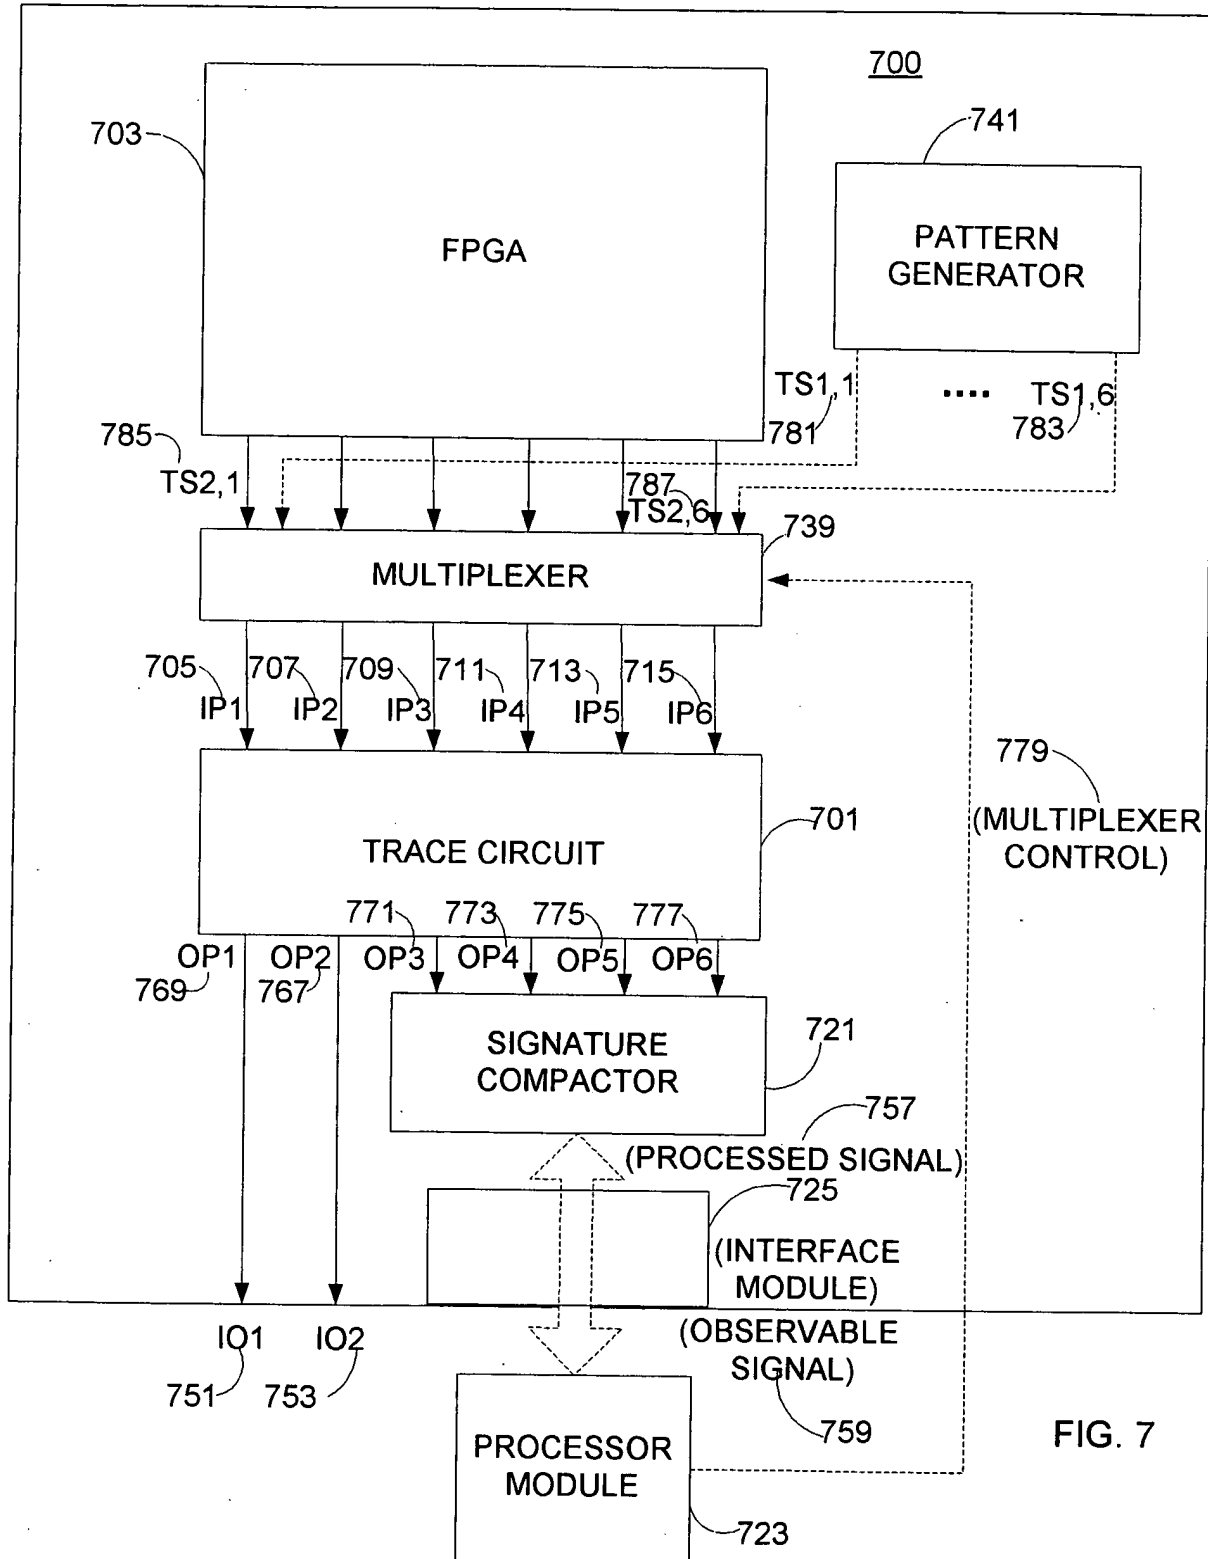 700
703
741
FPGA
PATTERN
GENERATOR
TS1,1
....
TS1,6
781
783
785
TS2,1
787
TS2,6
739
MULTIPLEXER
705
707
709
711
713
715
IP1
IP2
IP3
IP4
IP5
IP6
779
(MULTIPLEXER
CONTROL)
701
TRACE CIRCUIT
771
773
775
777
OP1
OP2
OP3
OP4
OP5
OP6
769
767
SIGNATURE
COMPACTOR
721
757
(PROCESSED SIGNAL)
725
(INTERFACE
MODULE)
IO1
IO2
(OBSERVABLE
SIGNAL)
751
753
759
PROCESSOR
MODULE
723
FIG. 7